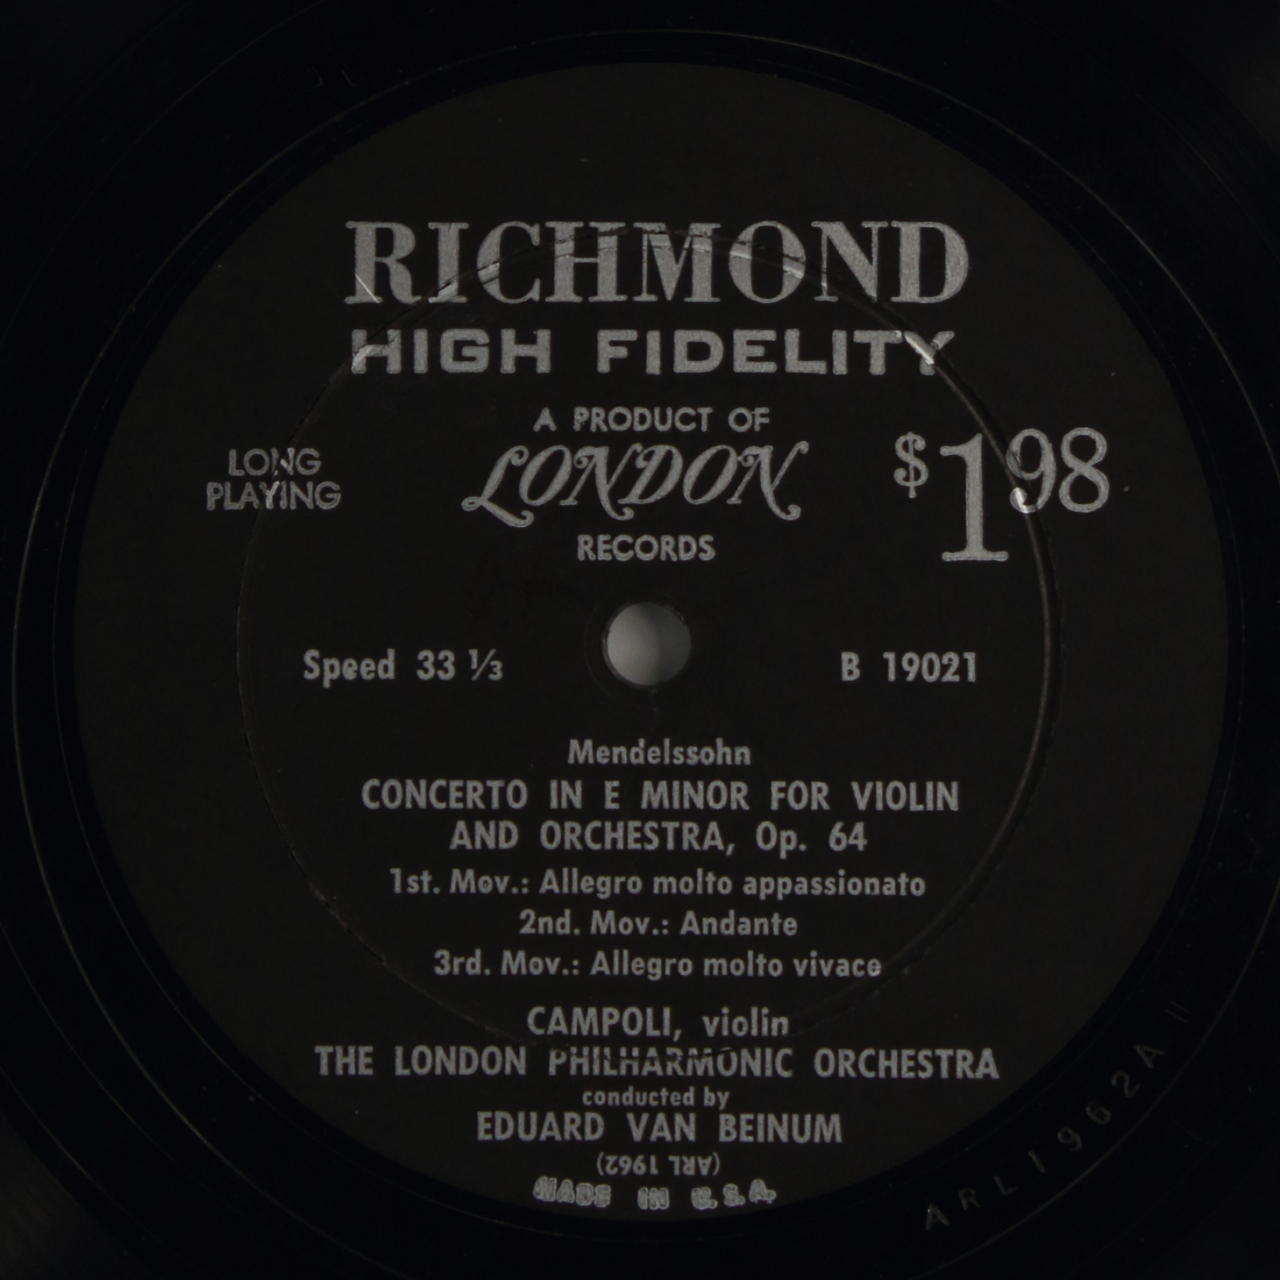 RICHMOND
HIGH FIDELITY
A PRODUCT OF
LONDON
RECORDS
LONG
PLAYING
$1.98
Speed 33 ⅓
B 19021
Mendelssohn
CONCERTO IN E MINOR FOR VIOLIN
AND ORCHESTRA, Op. 64
1st. Mov.: Allegro molto appassionato
2nd. Mov.: Andante
3rd. Mov.: Allegro molto vivace
CAMPOLI, violin
THE LONDON PHILHARMONIC ORCHESTRA
conducted by
EDUARD VAN BEINUM
(ARL 1962)
MADE IN U.S.A.
ARL1962A